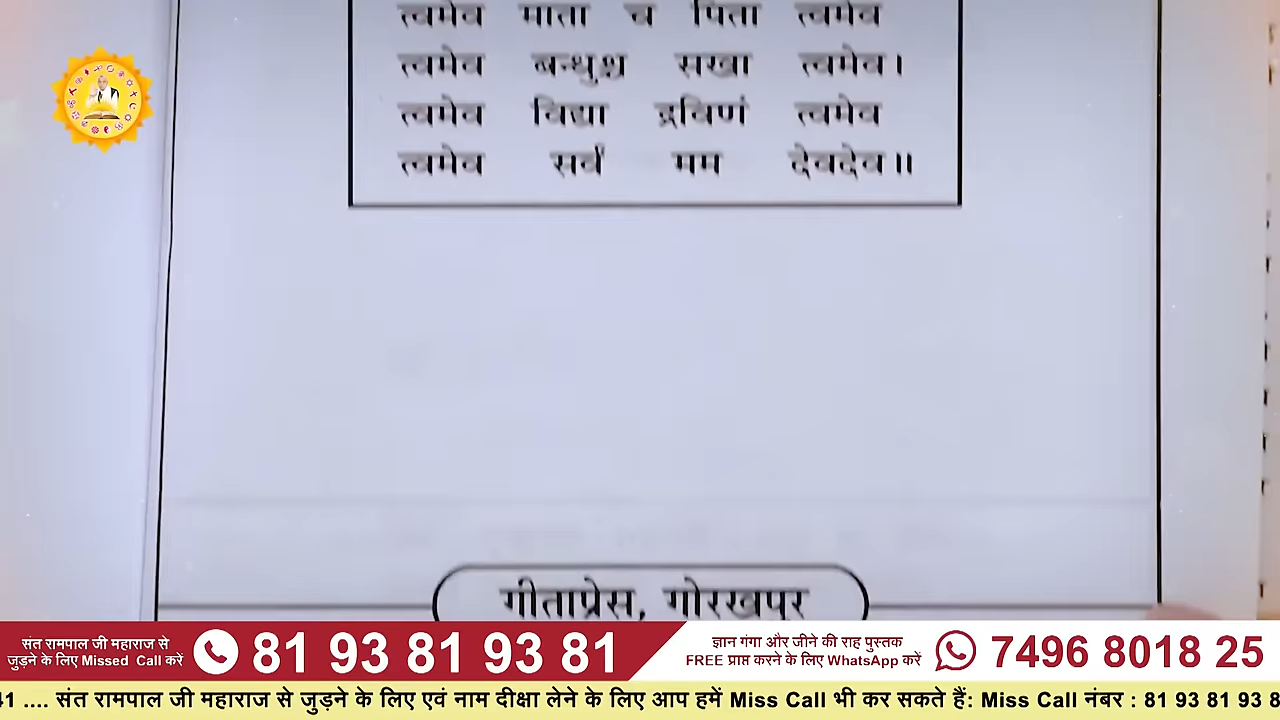 त्वमेव माता च पिता त्वमेव
त्वमेव बन्धुश्च सखा त्वमेव।
त्वमेव विद्या द्रविणं त्वमेव
त्वमेव सर्वं मम देवदेव॥
गीताप्रेस, गोरखपुर
संत रामपाल जी महाराज से
जुड़ने के लिए Missed Call करें
81 93 81 93 81
ज्ञान गंगा और जीने की राह पुस्तक
FREE प्राप्त करने के लिए WhatsApp करें
7496 8018 25
41 .... संत रामपाल जी महाराज से जुड़ने के लिए एवं नाम दीक्षा लेने के लिए आप हमें Miss Call भी कर सकते हैं: Miss Call नंबर : 81 93 81 93 8